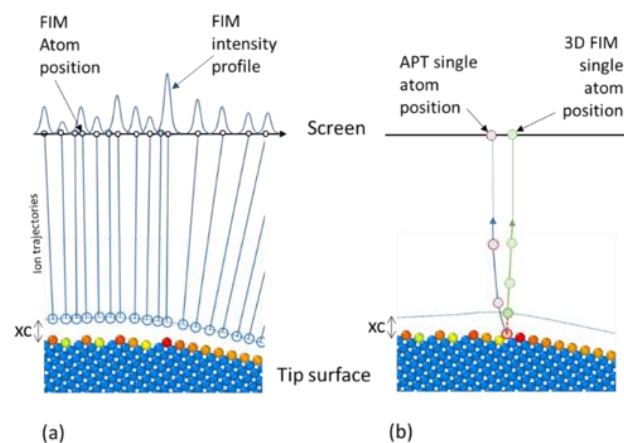 FIM
Atom
position
FIM
intensity
profile
Screen
Ion trajectories
XC
Tip surface
(a)
APT single
atom
position
3D FIM
single
atom
position
XC
(b)